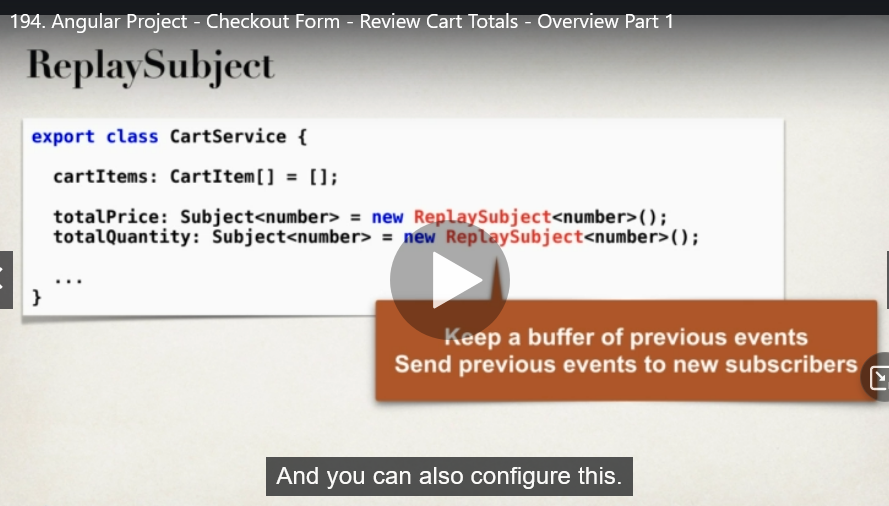 194. Angular Project - Checkout Form - Review Cart Totals - Overview Part 1
ReplaySubject
export class CartService {
cartItems: CartItem[] = [];
totalPrice: Subject<number> = new ReplaySubject<number>();
totalQuantity: Subject<number> = new ReplaySubject<number>();
...
}
Keep a buffer of previous events
Send previous events to new subscribers
And you can also configure this.